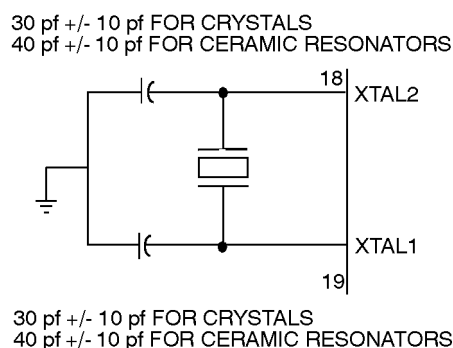 30 pf +/- 10 pf FOR CRYSTALS
40 pf +/- 10 pf FOR CERAMIC RESONATORS
18
XTAL2
XTAL1
19
30 pf +/- 10 pf FOR CRYSTALS
40 pf +/- 10 pf FOR CERAMIC RESONATORS